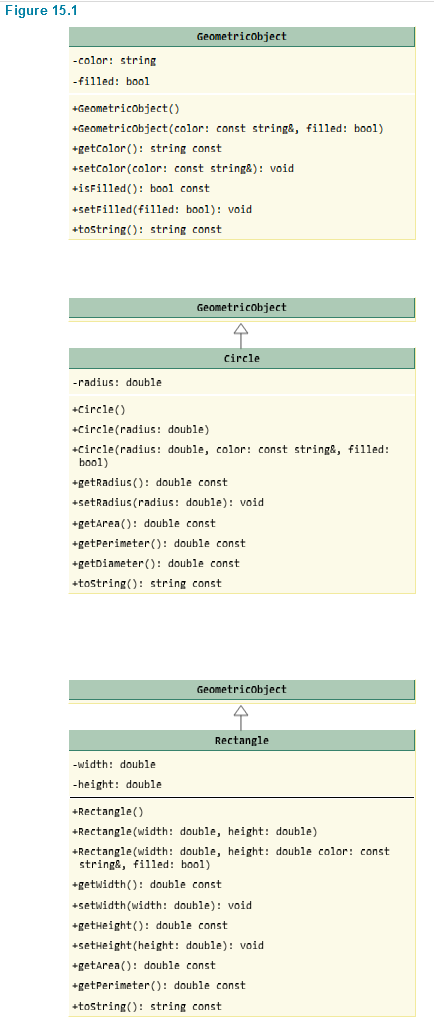 Figure 15.1
GeometricObject
-color: string
-filled: bool
+GeometricObject()
+GeometricObject(color: const string&, filled: bool)
+getColor(): string const
+setColor(color: const string&): void
+isFilled(): bool const
+setFilled(filled: bool): void
+toString(): string const
GeometricObject
Circle
-radius: double
+Circle()
+Circle(radius: double)
+Circle(radius: double, color: const string&, filled:
bool)
+getRadius(): double const
+setRadius(radius: double): void
+getArea(): double const
+getPerimeter(): double const
+getDiameter(): double const
+toString(): string const
GeometricObject
Rectangle
-width: double
-height: double
+Rectangle()
+Rectangle(width: double, height: double)
+Rectangle(width: double, height: double color: const
string&, filled: bool)
+getWidth(): double const
+setWidth(width: double): void
+getHeight(): double const
+setHeight(height: double): void
+getArea(): double const
+getPerimeter(): double const
+toString(): string const